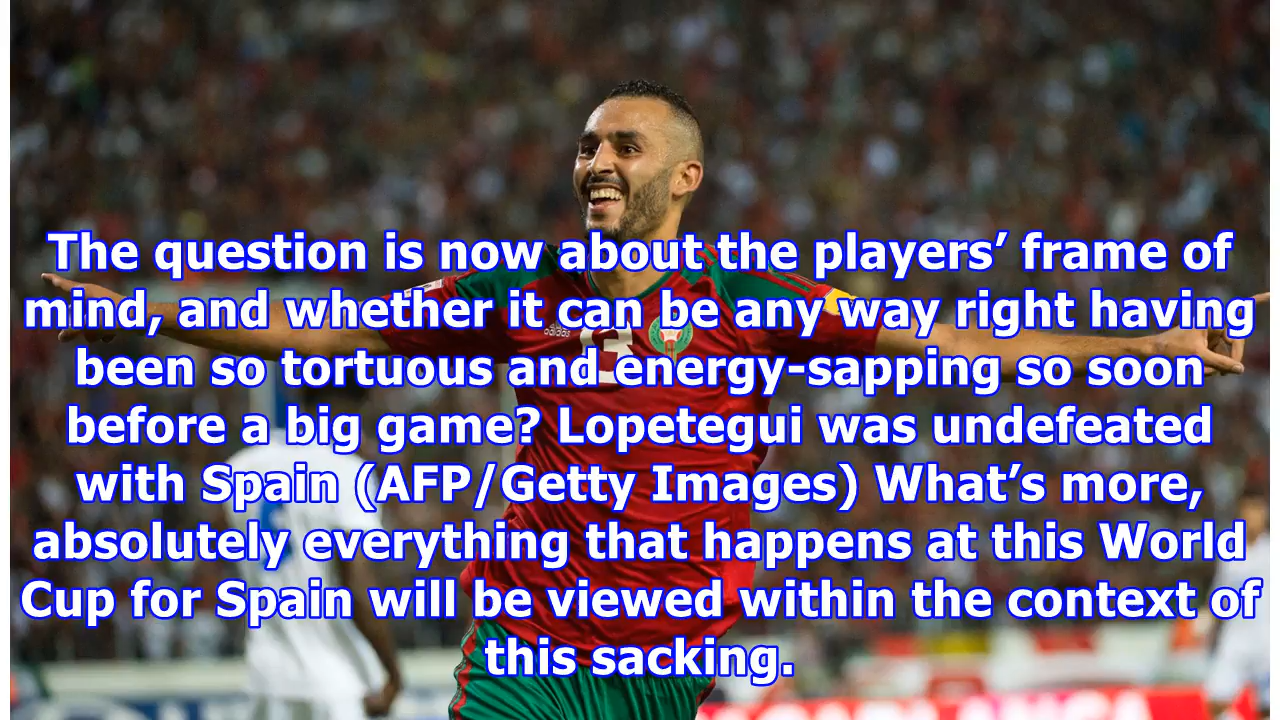 The question is now about the players’ frame of
mind, and whether it can be any way right having
been so tortuous and energy-sapping so soon
before a big game? Lopetegui was undefeated
with Spain (AFP/Getty Images) What’s more,
absolutely everything that happens at this World
Cup for Spain will be viewed within the context of
this sacking.
adidas
13